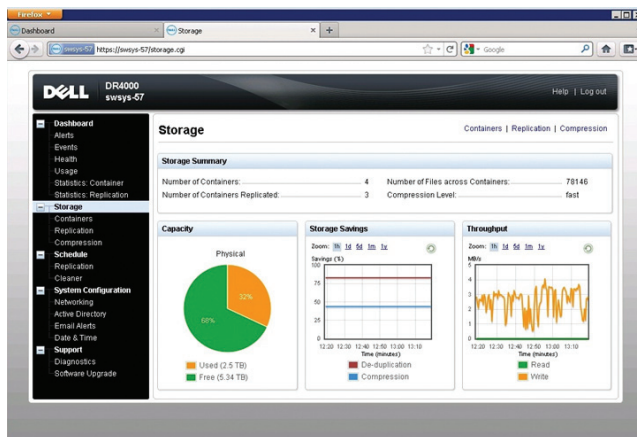 Firefox
Dashboard
Storage
swsys-57 https://swsys-57/storage.cgi
Google
DELL
DR4000
swsys-57
Help | Log out
Dashboard
Alerts
Events
Health
Usage
Statistics: Container
Statistics: Replication
Storage
Containers
Replication
Compression
Schedule
Replication
Cleaner
System Configuration
Networking
Active Directory
Email Alerts
Date & Time
Support
Diagnostics
Software Upgrade
Storage
Containers | Replication | Compression
Storage Summary
Number of Containers: 4
Number of Containers Replicated: 3
Number of Files across Containers: 78146
Compression Level: fast
Capacity
Physical
32%
68%
Used (2.5 TB)
Free (5.34 TB)
Storage Savings
Zoom: 1h 1d 5d 1m 1y
Savings (%)
100
75
50
25
0
12:20 12:30 12:40 12:50 13:00 13:10
Time (minutes)
De-duplication
Compression
Throughput
Zoom: 1h 1d 5d 1m 1y
MB/s
5
4
3
2
1
0
12:20 12:30 12:40 12:50 13:00 13:10
Time (minutes)
Read
Write